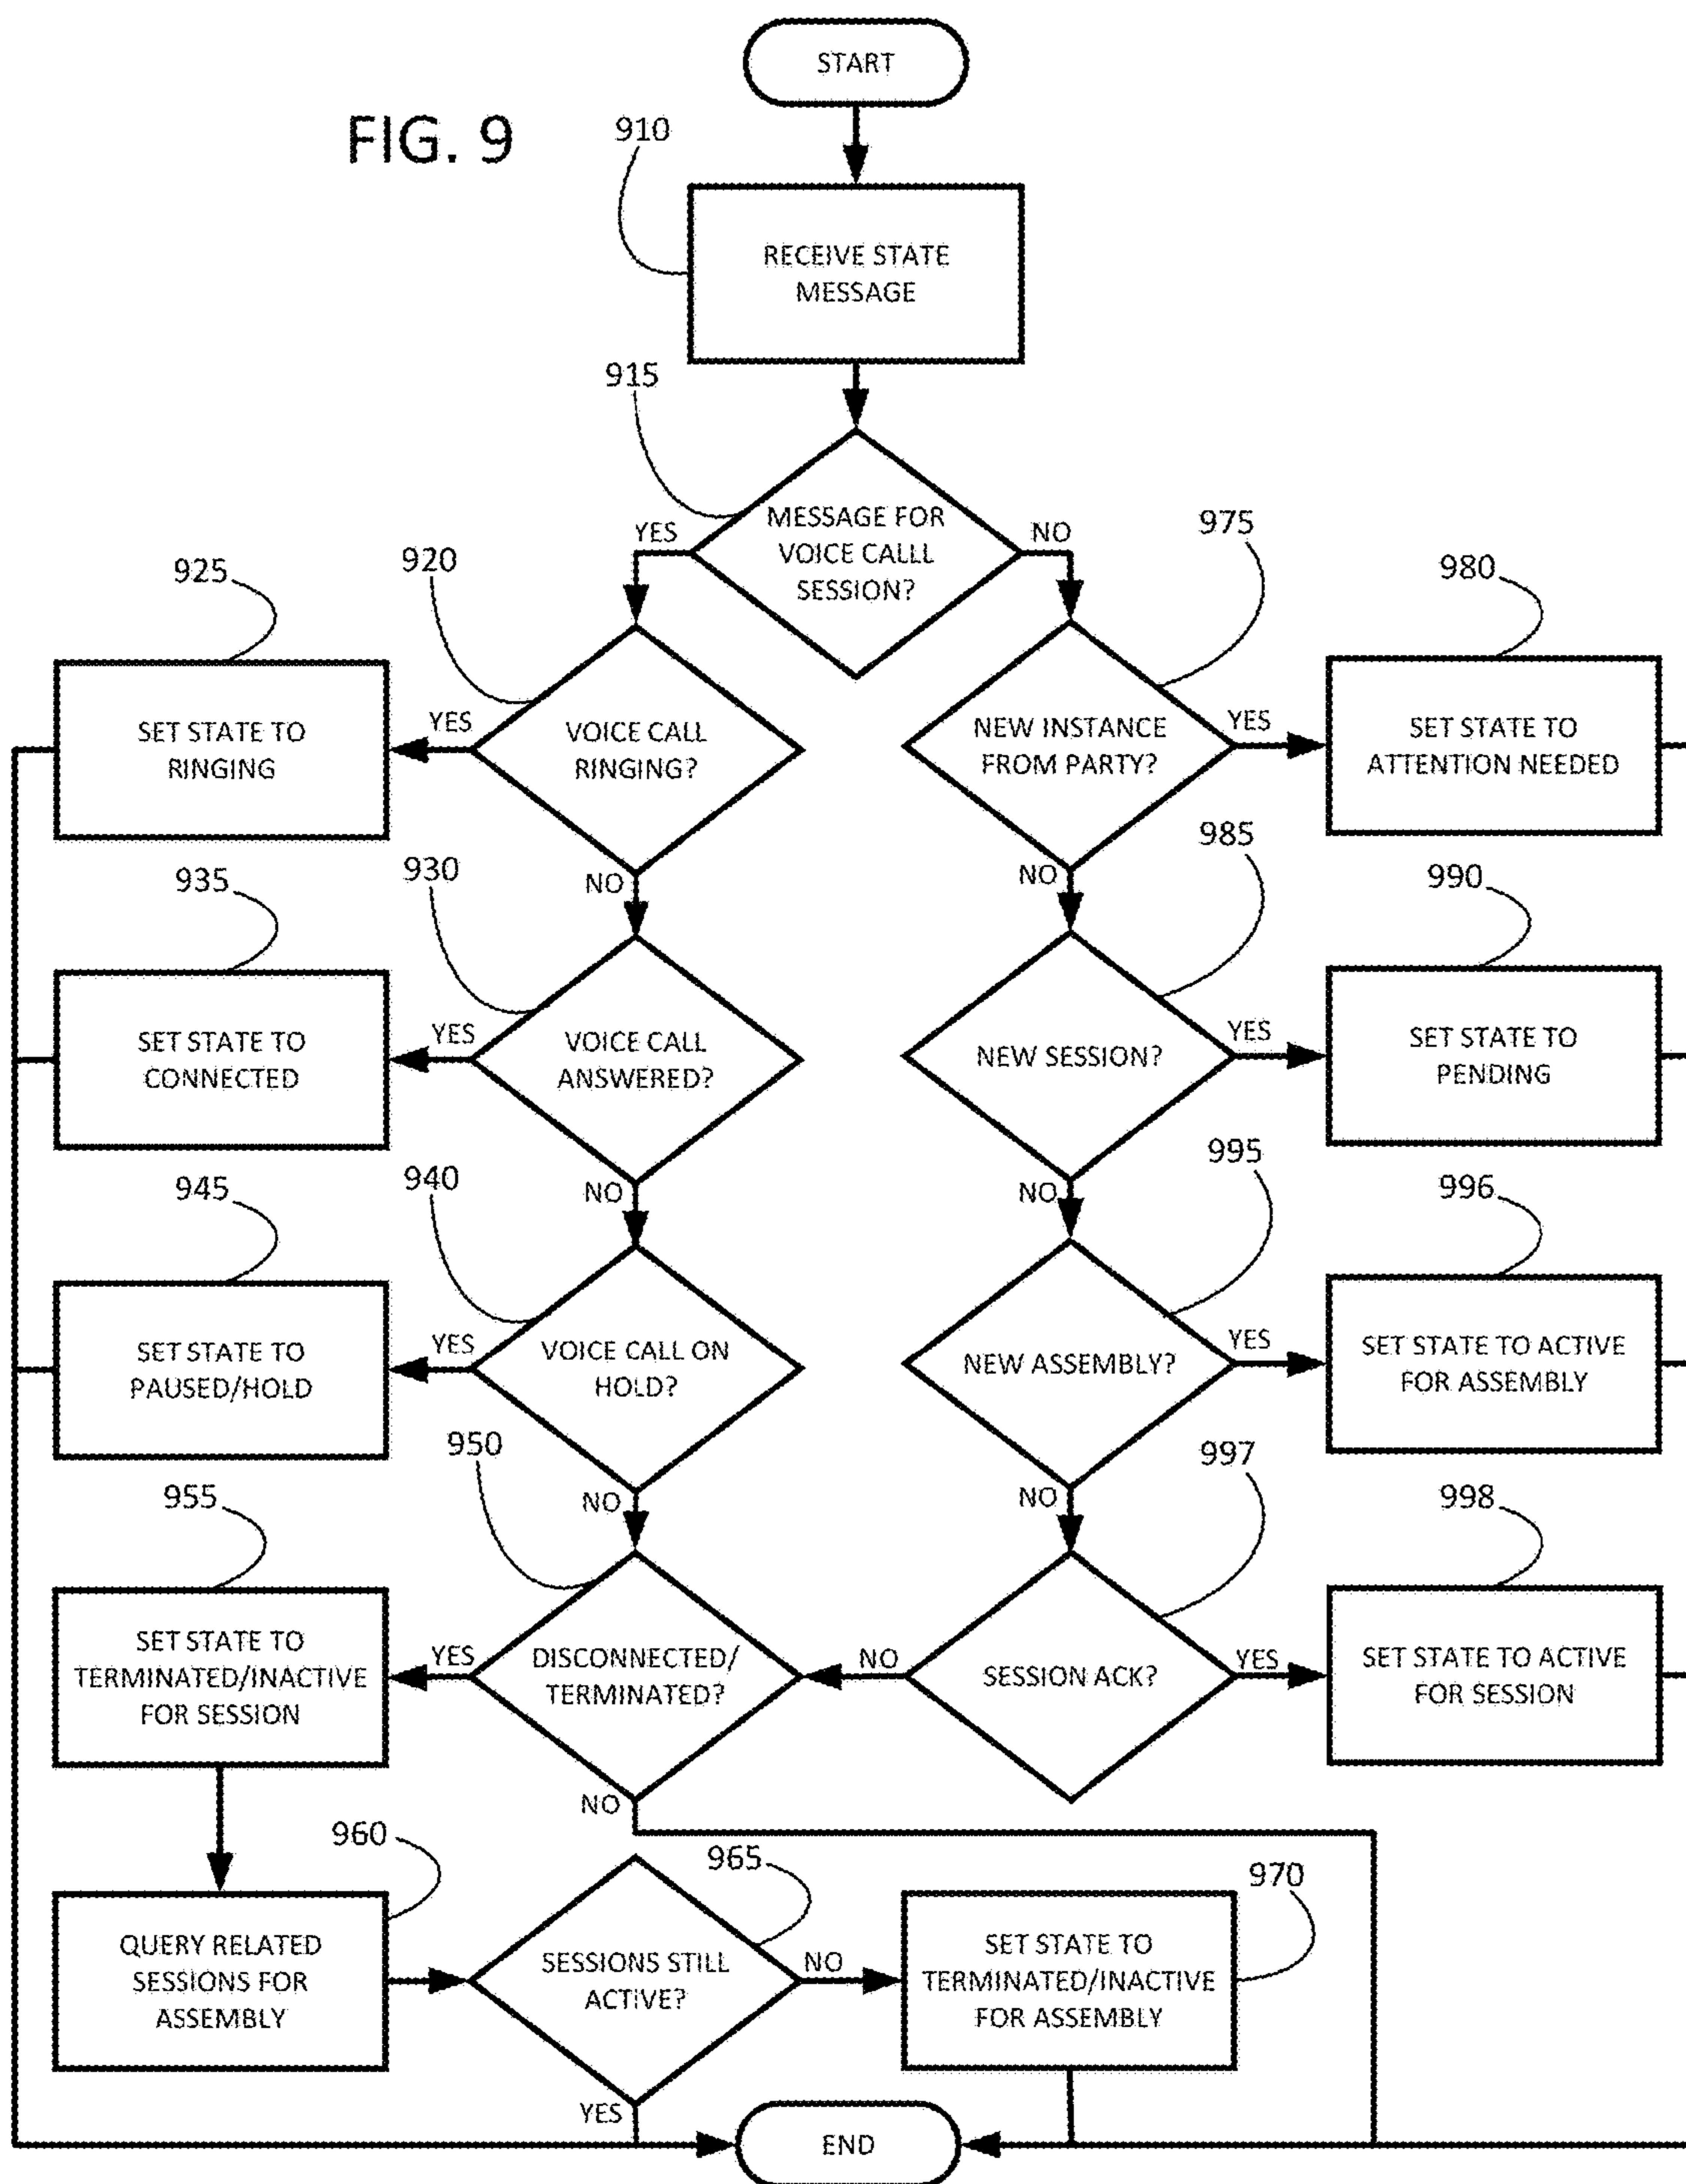 START
FIG. 9
910
RECEIVE STATE
MESSAGE
915
MESSAGE FOR
VOICE CALLL
SESSION?
YES
NO
975
920
925
980
VOICE CALL
RINGING?
YES
SET STATE TO
RINGING
NEW INSTANCE
FROM PARTY?
YES
SET STATE TO
ATTENTION NEEDED
NO
NO
930
935
985
990
VOICE CALL
ANSWERED?
YES
SET STATE TO
CONNECTED
NEW SESSION?
YES
SET STATE TO
PENDING
NO
NO
940
945
995
996
VOICE CALL ON
HOLD?
YES
SET STATE TO
PAUSED/HOLD
NEW ASSEMBLY?
YES
SET STATE TO ACTIVE
FOR ASSEMBLY
NO
NO
950
955
997
998
DISCONNECTED/
TERMINATED?
YES
SET STATE TO
TERMINATED/INACTIVE
FOR SESSION
NO
SESSION ACK?
YES
SET STATE TO ACTIVE
FOR SESSION
NO
960
965
970
QUERY RELATED
SESSIONS FOR
ASSEMBLY
SESSIONS STILL
ACTIVE?
NO
SET STATE TO
TERMINATED/INACTIVE
FOR ASSEMBLY
YES
END